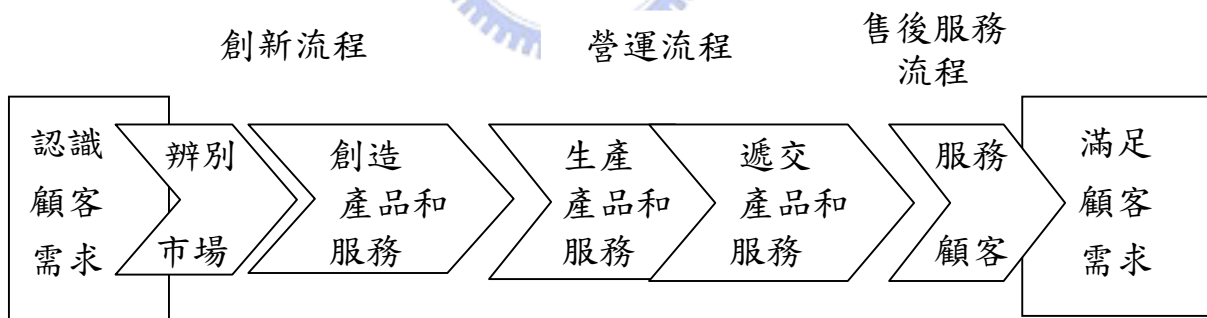 創新流程
營運流程
售後服務
流程
認識
顧客
需求
辨別
市場
創造
產品和
服務
生產
產品和
服務
遞交
產品和
服務
服務
顧客
滿足
顧客
需求